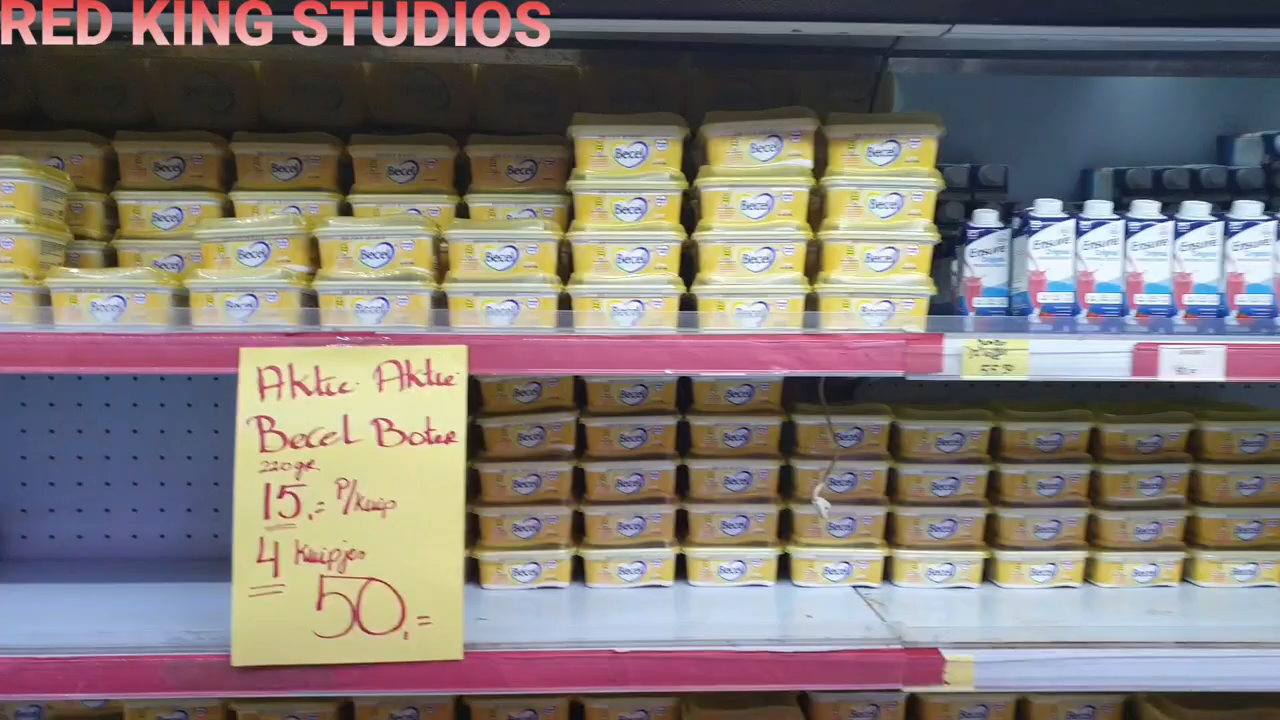 RED KING STUDIOS
Becel
Ensure
Aktie Aktie
Becel Boter
220 gr
15,= P/kuip
4 kuipjes
50,=